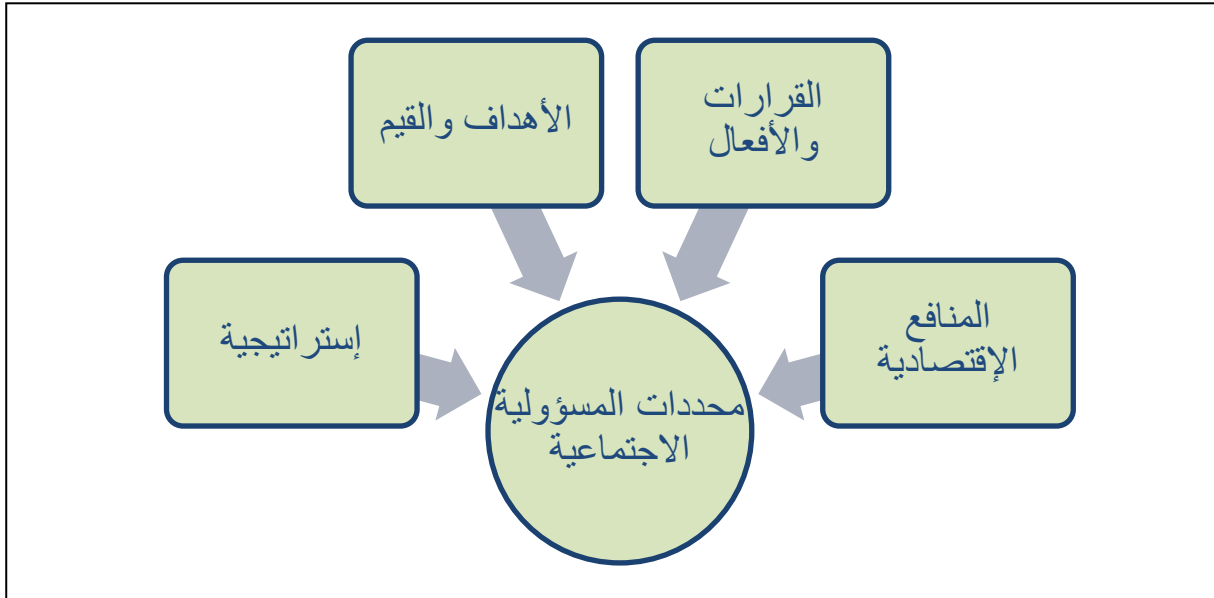 القرارات
والأفعال
الأهداف والقيم
المنافع
الإقتصادية
إستراتيجية
محددات المسؤولية
الاجتماعية